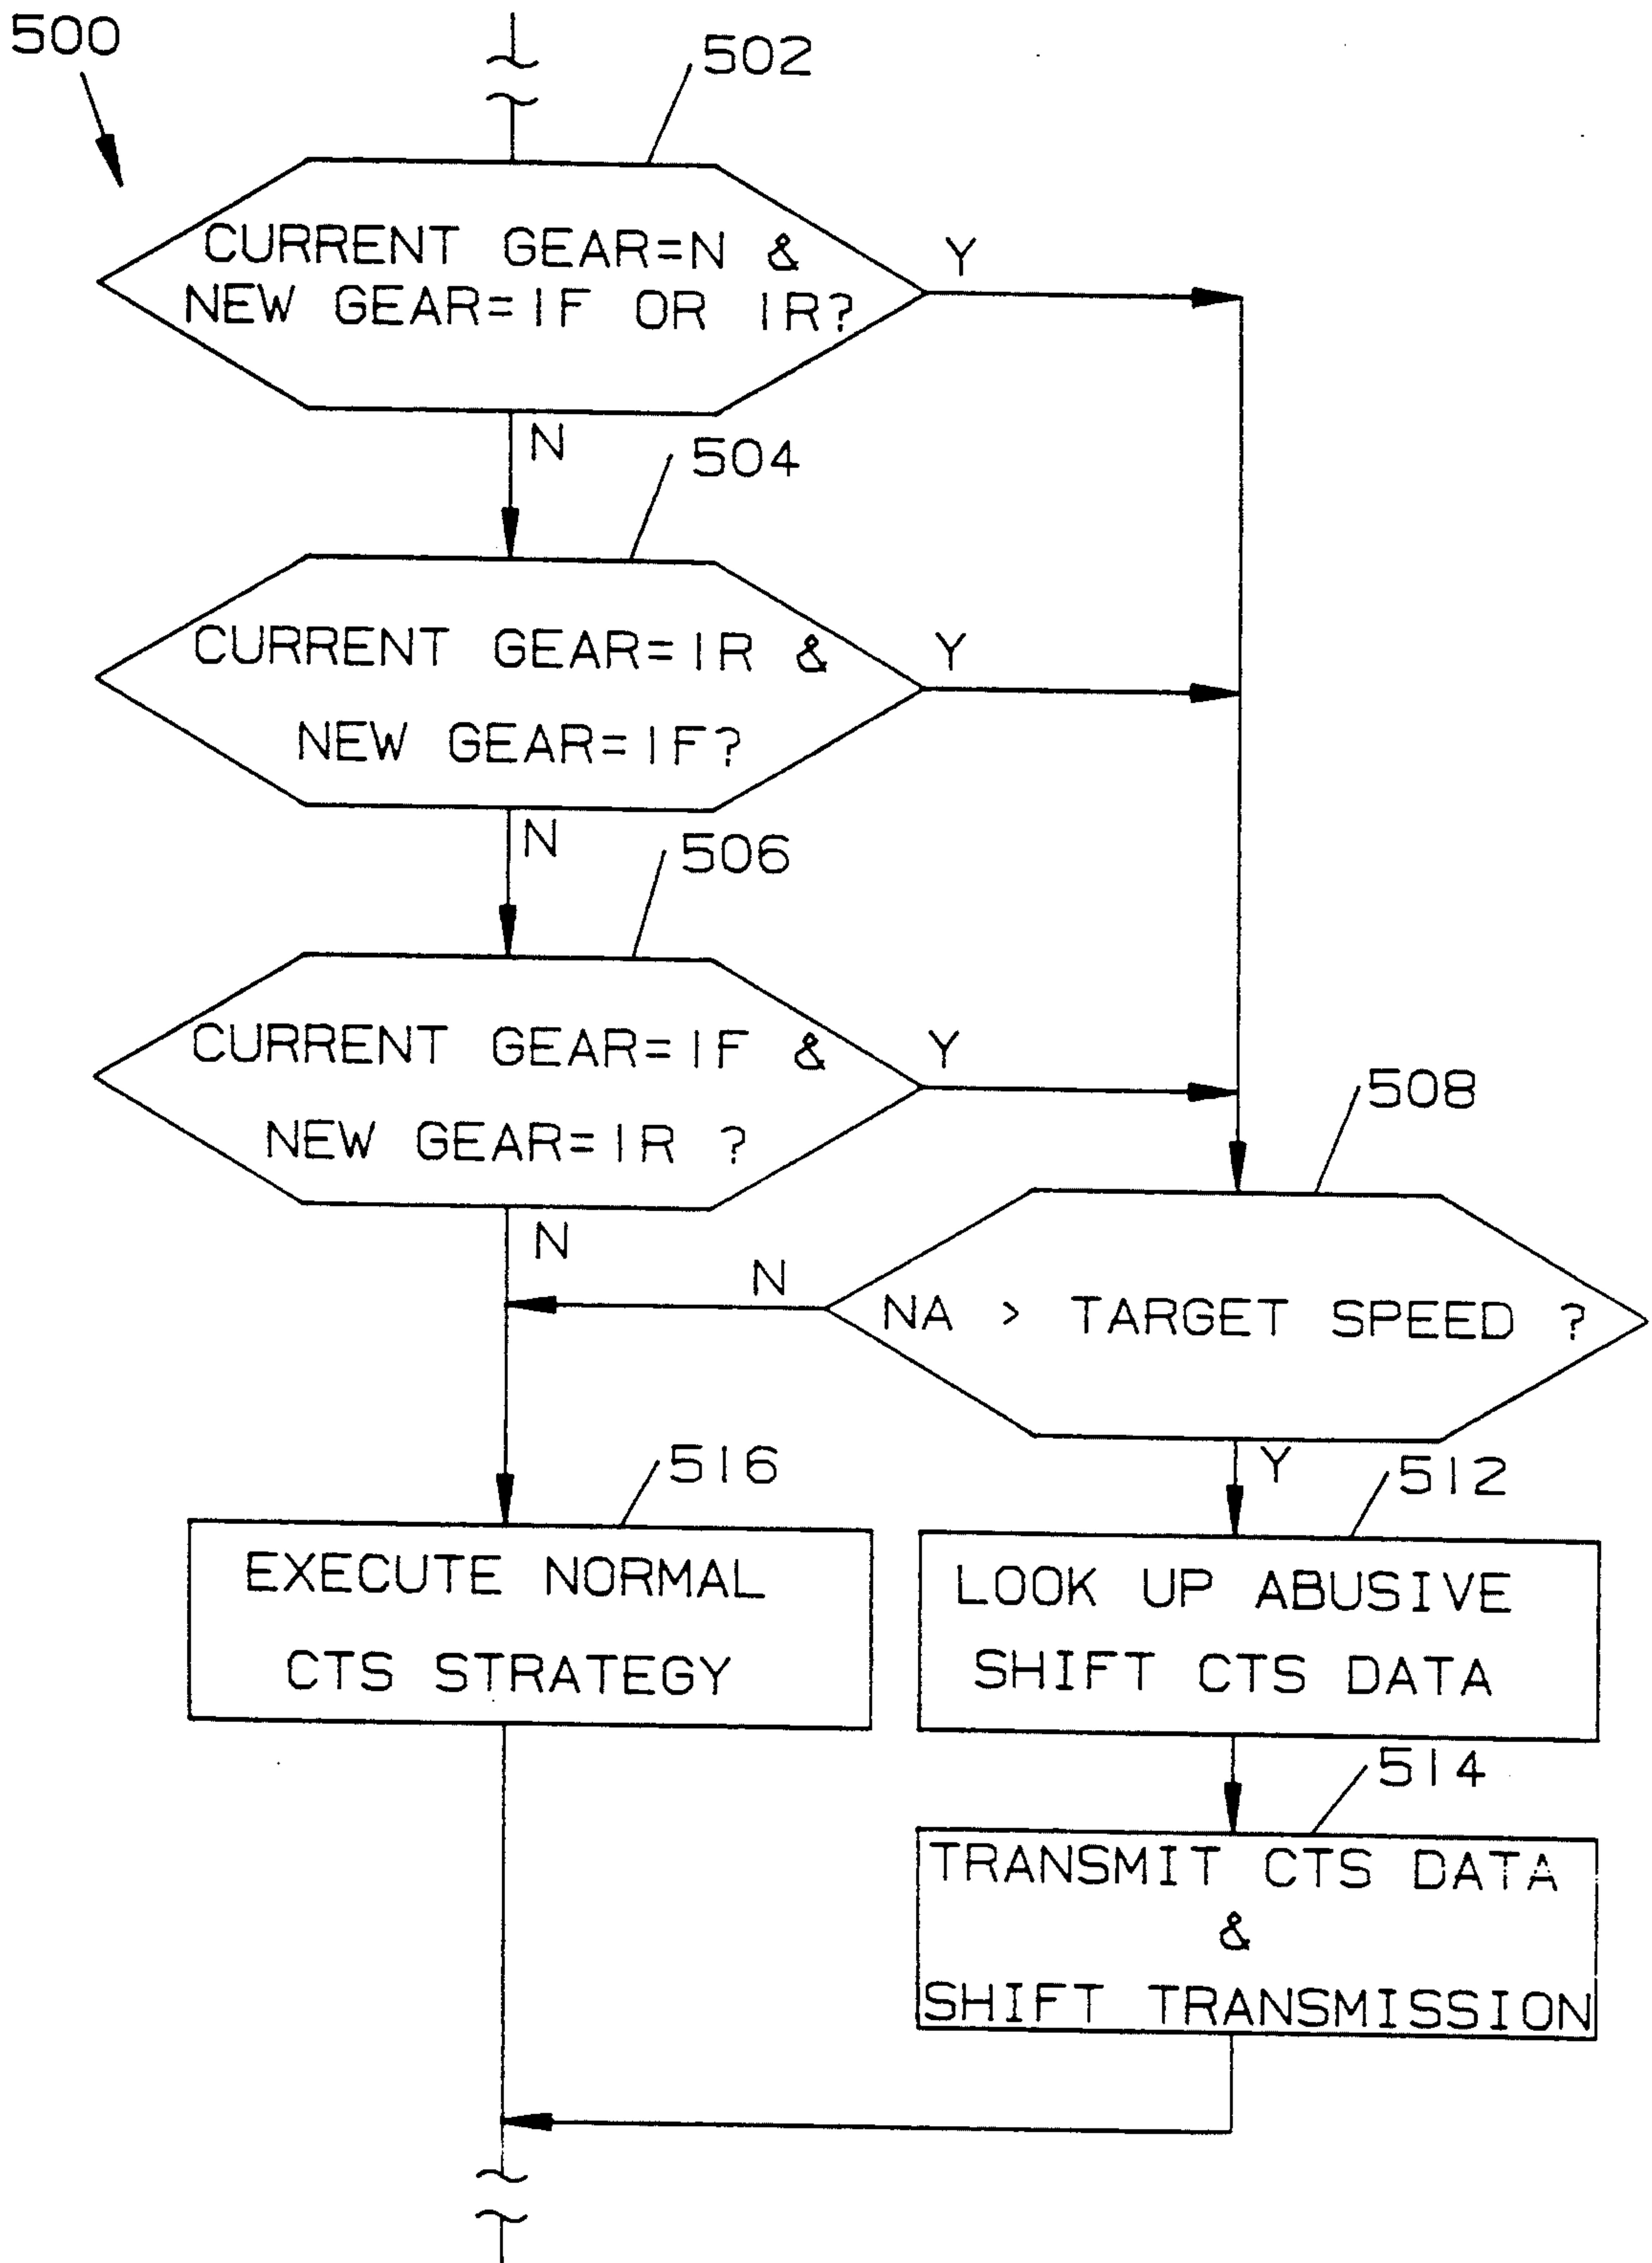 500
502
CURRENT GEAR=N &
NEW GEAR=1F OR 1R?
Y
N
504
CURRENT GEAR=1R &
NEW GEAR=1F?
Y
N
506
CURRENT GEAR=1F &
NEW GEAR=1R ?
Y
N
508
NA > TARGET SPEED ?
N
Y
516
EXECUTE NORMAL
CTS STRATEGY
512
LOOK UP ABUSIVE
SHIFT CTS DATA
514
TRANSMIT CTS DATA
&
SHIFT TRANSMISSION